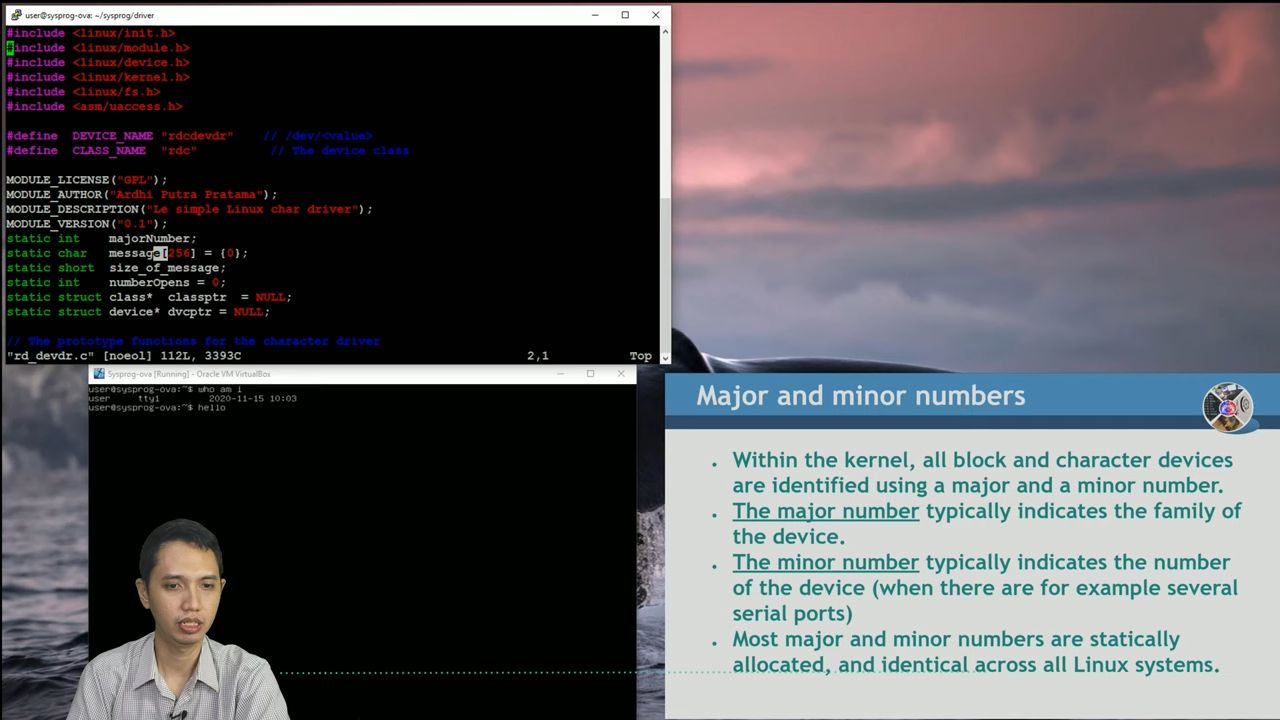 user@sysprog-ova: ~/sysprog/driver
#include <linux/init.h>
#include <linux/module.h>
#include <linux/device.h>
#include <linux/kernel.h>
#include <linux/fs.h>
#include <asm/uaccess.h>
#define  DEVICE_NAME "rdcdevdr"    // /dev/<value>
#define  CLASS_NAME  "rdc"          // The device class
MODULE_LICENSE("GPL");
MODULE_AUTHOR("Ardhi Putra Pratama");
MODULE_DESCRIPTION("Le simple Linux char driver");
MODULE_VERSION("0.1");
static int    majorNumber;
static char   message[256] = {0};
static short  size_of_message;
static int    numberOpens = 0;
static struct class*  classptr  = NULL;
static struct device* dvcptr = NULL;
// The prototype functions for the character driver
"rd_devdr.c" [noeol] 112L, 3393C    2,1    Top
Sysprog-ova [Running] - Oracle VM VirtualBox
user@sysprog-ova:~$ who am i
user     tty1         2020-11-15 10:03
user@sysprog-ova:~$ hello
Major and minor numbers
• Within the kernel, all block and character devices
are identified using a major and a minor number.
• The major number typically indicates the family of
the device.
• The minor number typically indicates the number
of the device (when there are for example several
serial ports)
• Most major and minor numbers are statically
allocated, and identical across all Linux systems.